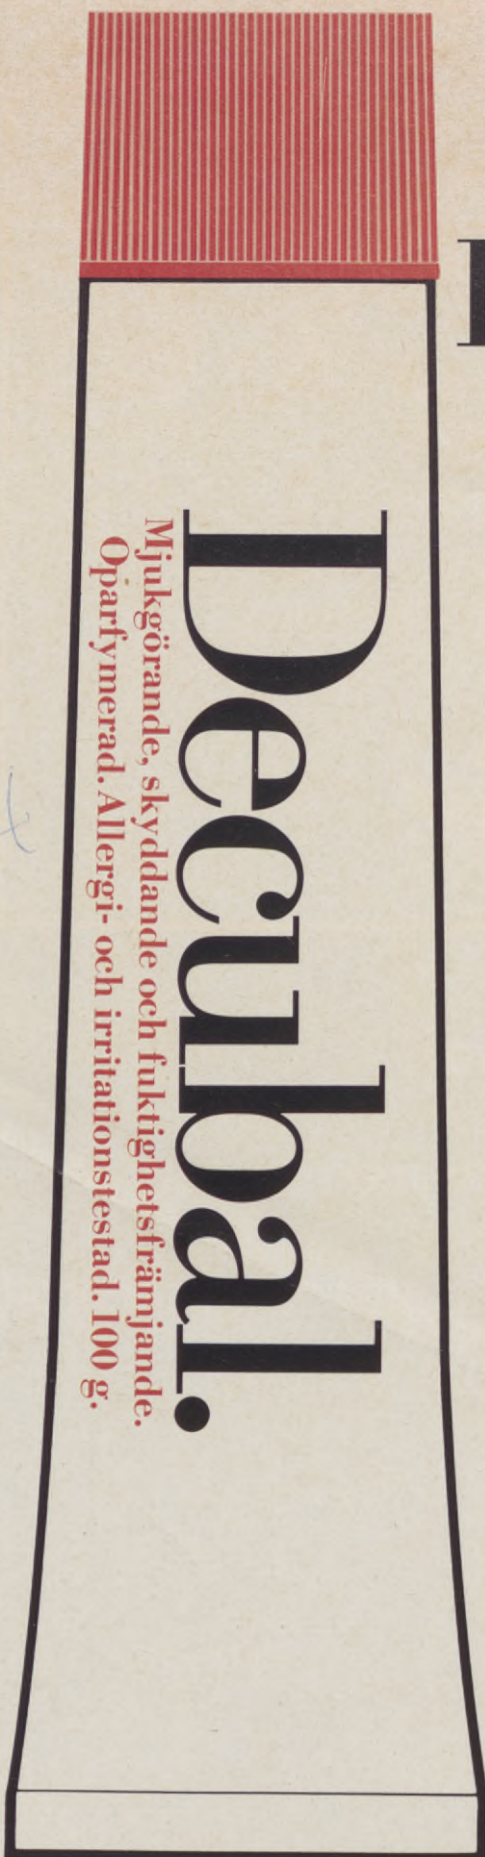 Decubal.
Mjukgörande, skyddande och fuktighetsfrämjande.
Oparfymerad. Allergi- och irritationstestad. 100 g.